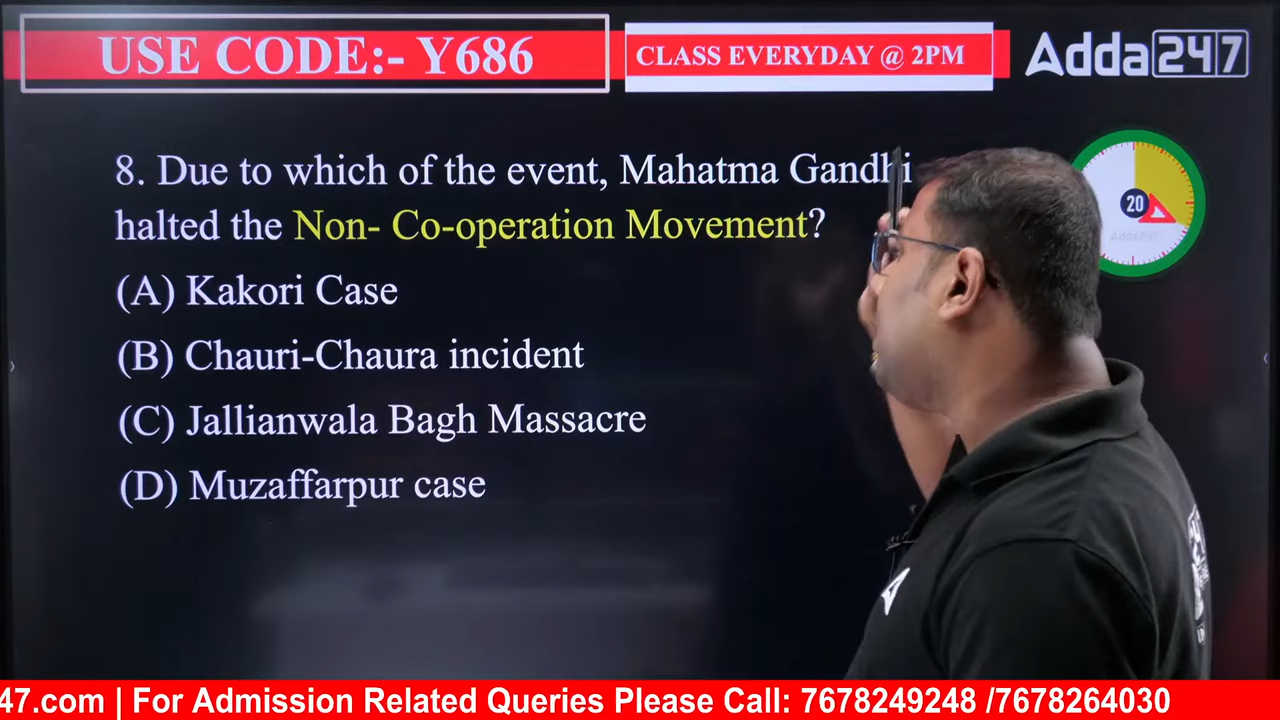 USE CODE:- Y686
CLASS EVERYDAY @ 2PM
Adda247
8. Due to which of the event, Mahatma Gandhi
halted the Non- Co-operation Movement?
20
(A) Kakori Case
(B) Chauri-Chaura incident
(C) Jallianwala Bagh Massacre
(D) Muzaffarpur case
47.com | For Admission Related Queries Please Call: 7678249248 /7678264030